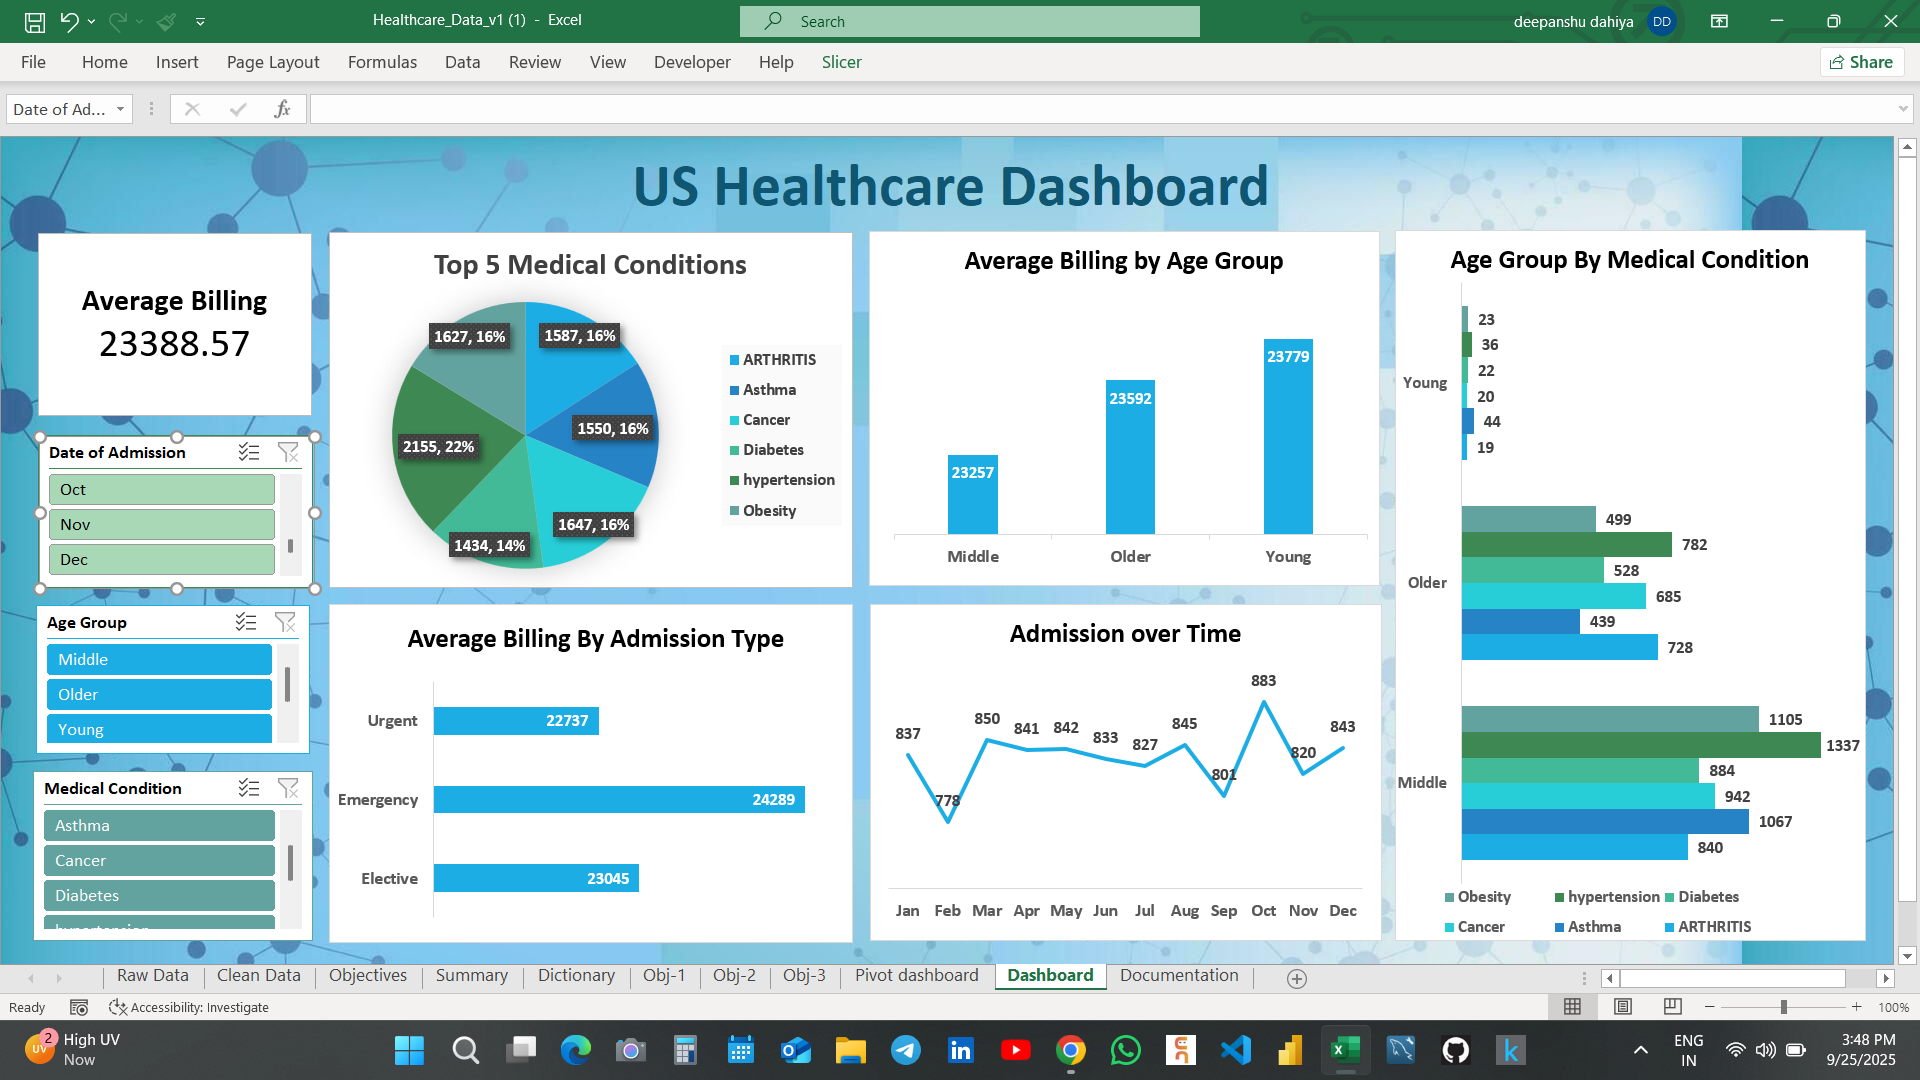 Healthcare_Data_v1 (1) - Excel
Search
deepanshu dahiya DD
File Home Insert Page Layout Formulas Data Review View Developer Help Slicer
Share
Date of Ad...
fx
US Healthcare Dashboard
Average Billing
23388.57
Date of Admission
Oct
Nov
Dec
Age Group
Middle
Older
Young
Medical Condition
Asthma
Cancer
Diabetes
hypertension
Top 5 Medical Conditions
1627, 16%
1587, 16%
1550, 16%
2155, 22%
1647, 16%
1434, 14%
ARTHRITIS
Asthma
Cancer
Diabetes
hypertension
Obesity
Average Billing by Age Group
23257
23592
23779
Middle Older Young
Average Billing By Admission Type
Urgent 22737
Emergency 24289
Elective 23045
Admission over Time
837 778 850 841 842 833 827 845 801 883 820 843
Jan Feb Mar Apr May Jun Jul Aug Sep Oct Nov Dec
Age Group By Medical Condition
Young
23
36
22
20
44
19
Older
499
782
528
685
439
728
Middle
1105
1337
884
942
1067
840
Obesity hypertension Diabetes
Cancer Asthma ARTHRITIS
Raw Data Clean Data Objectives Summary Dictionary Obj-1 Obj-2 Obj-3 Pivot dashboard Dashboard Documentation
Ready
Accessibility: Investigate
100%
2
UV
High UV
Now
ENG
IN
3:48 PM
9/25/2025